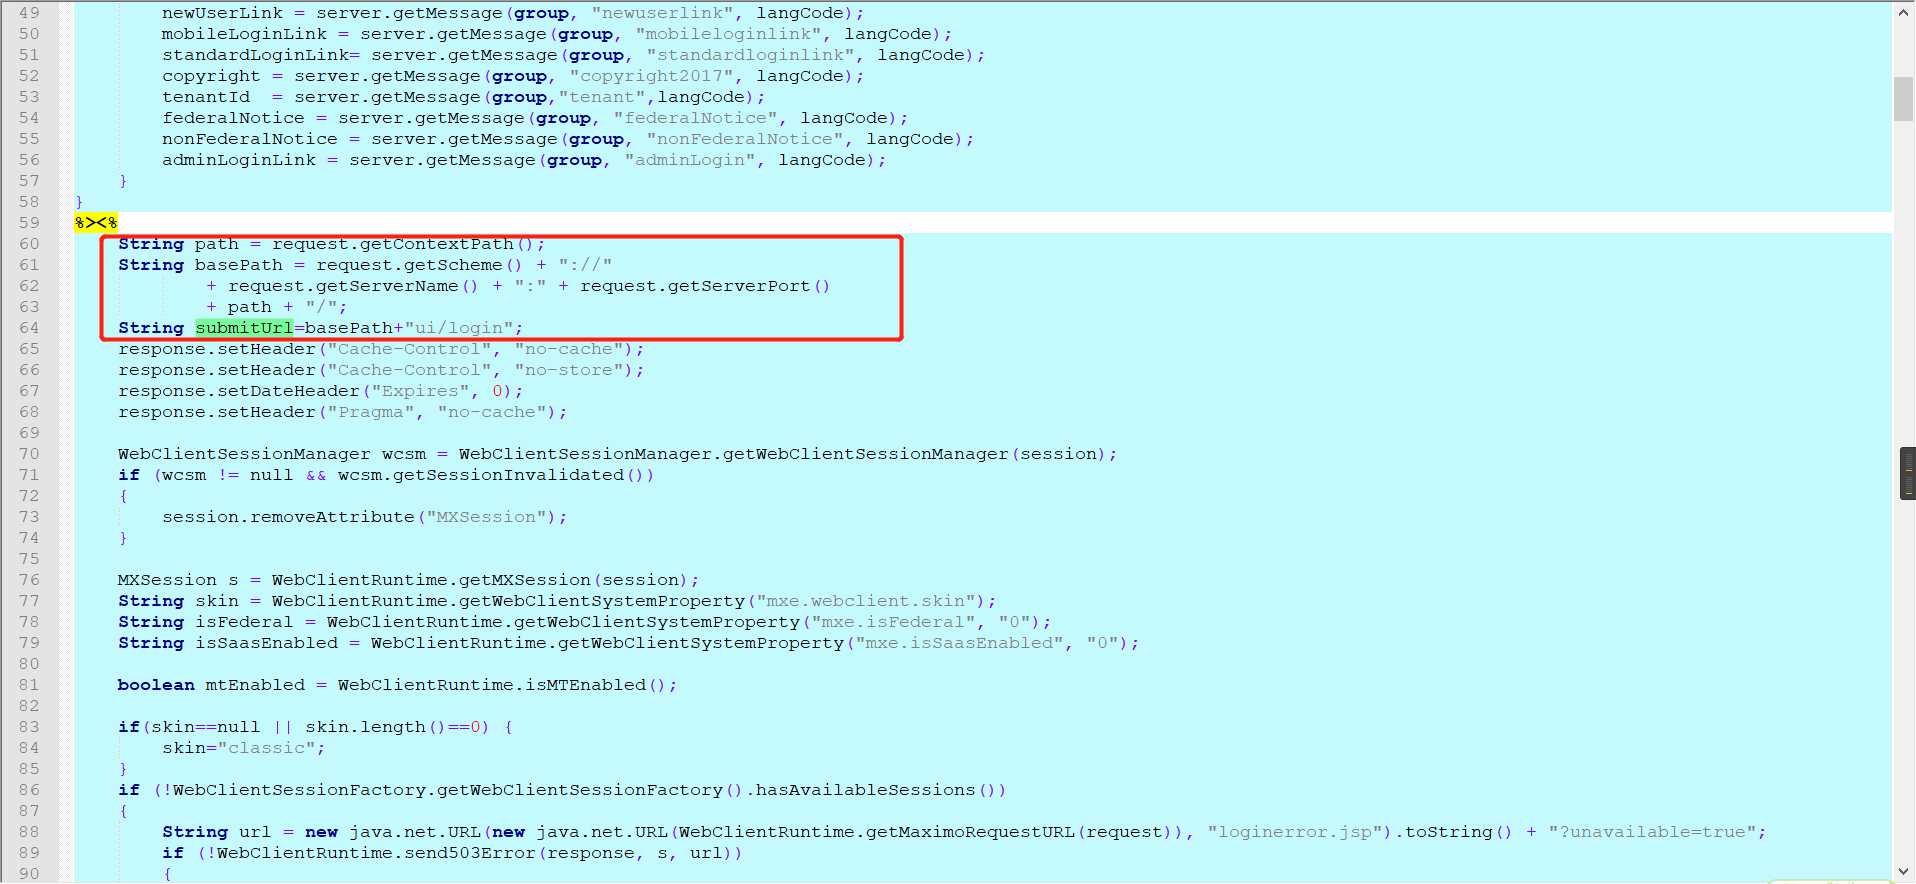 49 newUserLink = server.getMessage(group, "newuserlink", langCode);
50 mobileLoginLink = server.getMessage(group, "mobileloginlink", langCode);
51 standardLoginLink= server.getMessage(group, "standardloginlink", langCode);
52 copyright = server.getMessage(group, "copyright2017", langCode);
53 tenantId  = server.getMessage(group,"tenant",langCode);
54 federalNotice = server.getMessage(group, "federalNotice", langCode);
55 nonFederalNotice = server.getMessage(group, "nonFederalNotice", langCode);
56 adminLoginLink = server.getMessage(group, "adminLogin", langCode);
57 }
58 }
59 %><%
60 String path = request.getContextPath();
61 String basePath = request.getScheme() + "://"
62 + request.getServerName() + ":" + request.getServerPort()
63 + path + "/";
64 String submitUrl=basePath+"ui/login";
65 response.setHeader("Cache-Control", "no-cache");
66 response.setHeader("Cache-Control", "no-store");
67 response.setDateHeader("Expires", 0);
68 response.setHeader("Pragma", "no-cache");
69
70 WebClientSessionManager wcsm = WebClientSessionManager.getWebClientSessionManager(session);
71 if (wcsm != null && wcsm.getSessionInvalidated())
72 {
73 session.removeAttribute("MXSession");
74 }
75
76 MXSession s = WebClientRuntime.getMXSession(session);
77 String skin = WebClientRuntime.getWebClientSystemProperty("mxe.webclient.skin");
78 String isFederal = WebClientRuntime.getWebClientSystemProperty("mxe.isFederal", "0");
79 String isSaasEnabled = WebClientRuntime.getWebClientSystemProperty("mxe.isSaasEnabled", "0");
80
81 boolean mtEnabled = WebClientRuntime.isMTEnabled();
82
83 if(skin==null || skin.length()==0) {
84 skin="classic";
85 }
86 if (!WebClientSessionFactory.getWebClientSessionFactory().hasAvailableSessions())
87 {
88 String url = new java.net.URL(new java.net.URL(WebClientRuntime.getMaximoRequestURL(request)), "loginerror.jsp").toString() + "?unavailable=true";
89 if (!WebClientRuntime.send503Error(response, s, url))
90 {